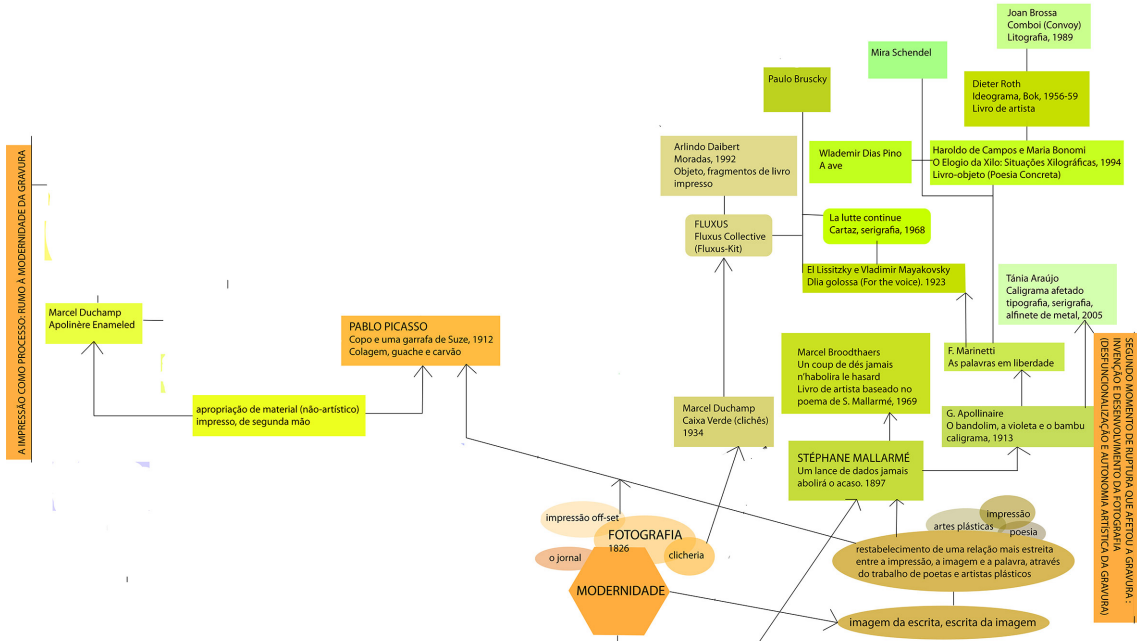 Joan Brossa
Comboi (Convoy)
Litografia, 1989
Mira Schendel
Paulo Bruscky
Dieter Roth
Ideograma, Bok, 1956-59
Livro de artista
Arlindo Daibert
Moradas, 1992
Objeto, fragmentos de livro
impresso
Wlademir Dias Pino
A ave
Haroldo de Campos e Maria Bonomi
O Elogio da Xilo: Situações Xilográficas, 1994
Livro-objeto (Poesia Concreta)
A IMPRESSÃO COMO PROCESSO: RUMO À MODERNIDADE DA GRAVURA
FLUXUS
Fluxus Collective
(Fluxus-Kit)
La lutte continue
Cartaz, serigrafia, 1968
El Lissitzky e Vladimir Mayakovsky
Dlia golossa (For the voice). 1923
Tánia Araújo
Caligrama afetado
tipografia, serigrafia,
alfinete de metal, 2005
Marcel Duchamp
Apolinère Enameled
PABLO PICASSO
Copo e uma garrafa de Suze, 1912
Colagem, guache e carvão
Marcel Broodthaers
Un coup de dés jamais
n'habolira le hasard
Livro de artista baseado no
poema de S. Mallarmé, 1969
F. Marinetti
As palavras em liberdade
SEGUNDO MOMENTO DE RUPTURA QUE AFETOU A GRAVURA :
INVENÇÃO E DESENVOLVIMENTO DA FOTOGRAFIA
(DESFUNCIONALIZAÇÃO E AUTONOMIA ARTÍSTICA DA GRAVURA)
apropriação de material (não-artístico)
impresso, de segunda mão
Marcel Duchamp
Caixa Verde (clichês)
1934
G. Apollinaire
O bandolim, a violeta e o bambu
caligrama, 1913
STÉPHANE MALLARMÉ
Um lance de dados jamais
abolirá o acaso. 1897
impressão off-set
FOTOGRAFIA
1826
o jornal
clicheria
MODERNIDADE
impressão
artes plásticas
poesia
restabelecimento de uma relação mais estreita
entre a impressão, a imagem e a palavra, através
do trabalho de poetas e artistas plásticos
imagem da escrita, escrita da imagem